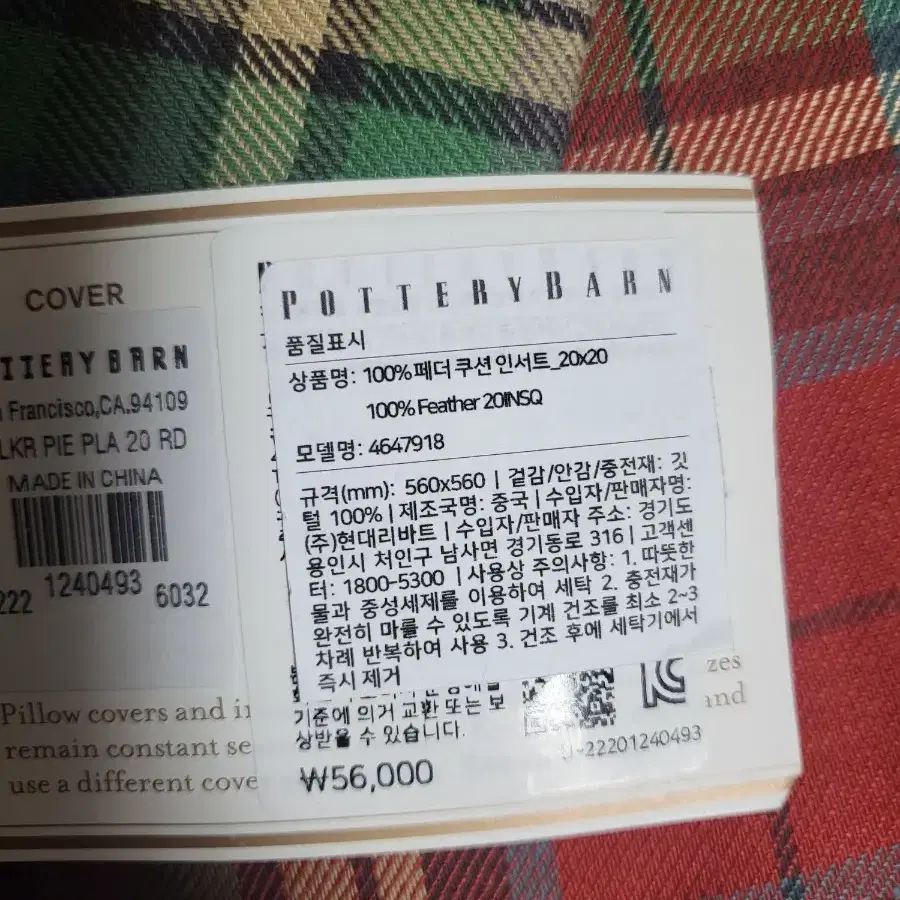 COVER
TTERY BARN
Francisco,CA.94109
LKR PIE PLA 20 RD
MADE IN CHINA
222 1240493 6032
Pillow covers and i
remain constant se
use a different cove
POTTERY BARN
품질표시
상품명: 100% 페더 쿠션 인서트_20x20
100% Feather 20INSQ
모델명: 4647918
규격(mm): 560x560 | 겉감/안감/충전재: 깃
털 100% | 제조국명: 중국 | 수입자/판매자명:
(주)현대리바트 | 수입자/판매자 주소: 경기도
용인시 처인구 남사면 경기동로 316 | 고객센
터: 1800-5300 | 사용상 주의사항: 1. 따뜻한
물과 중성세제를 이용하여 세탁 2. 충전재가
완전히 마를 수 있도록 기계 건조를 최소 2~3
차례 반복하여 사용 3. 건조 후에 세탁기에서
즉시 제거
기준에 의거 교환 또는 보
상받을 수 있습니다.
-22201240493
₩56,000
zes
and